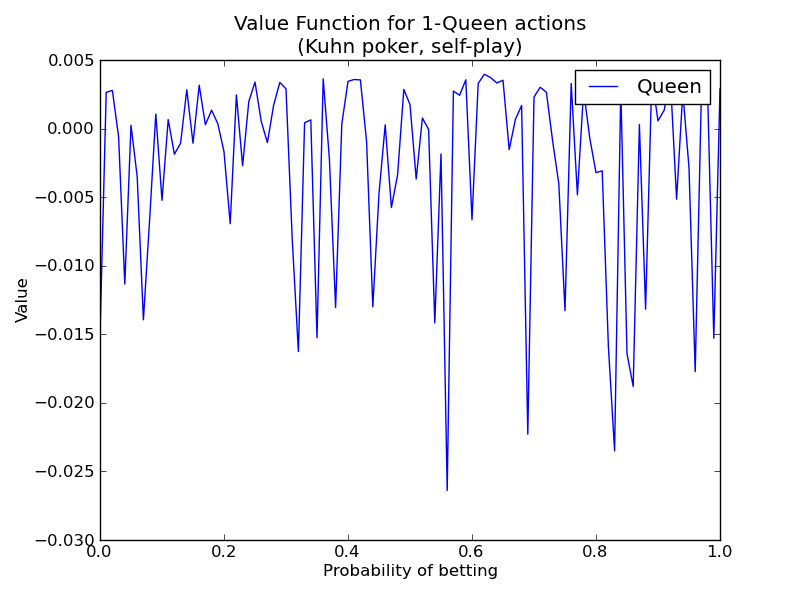 Value Function for 1-Queen actions
(Kuhn poker, self-play)
Queen
0.005
0.000
−0.005
−0.010
−0.015
−0.020
−0.025
−0.030
Value
0.0 0.2 0.4 0.6 0.8 1.0
Probability of betting